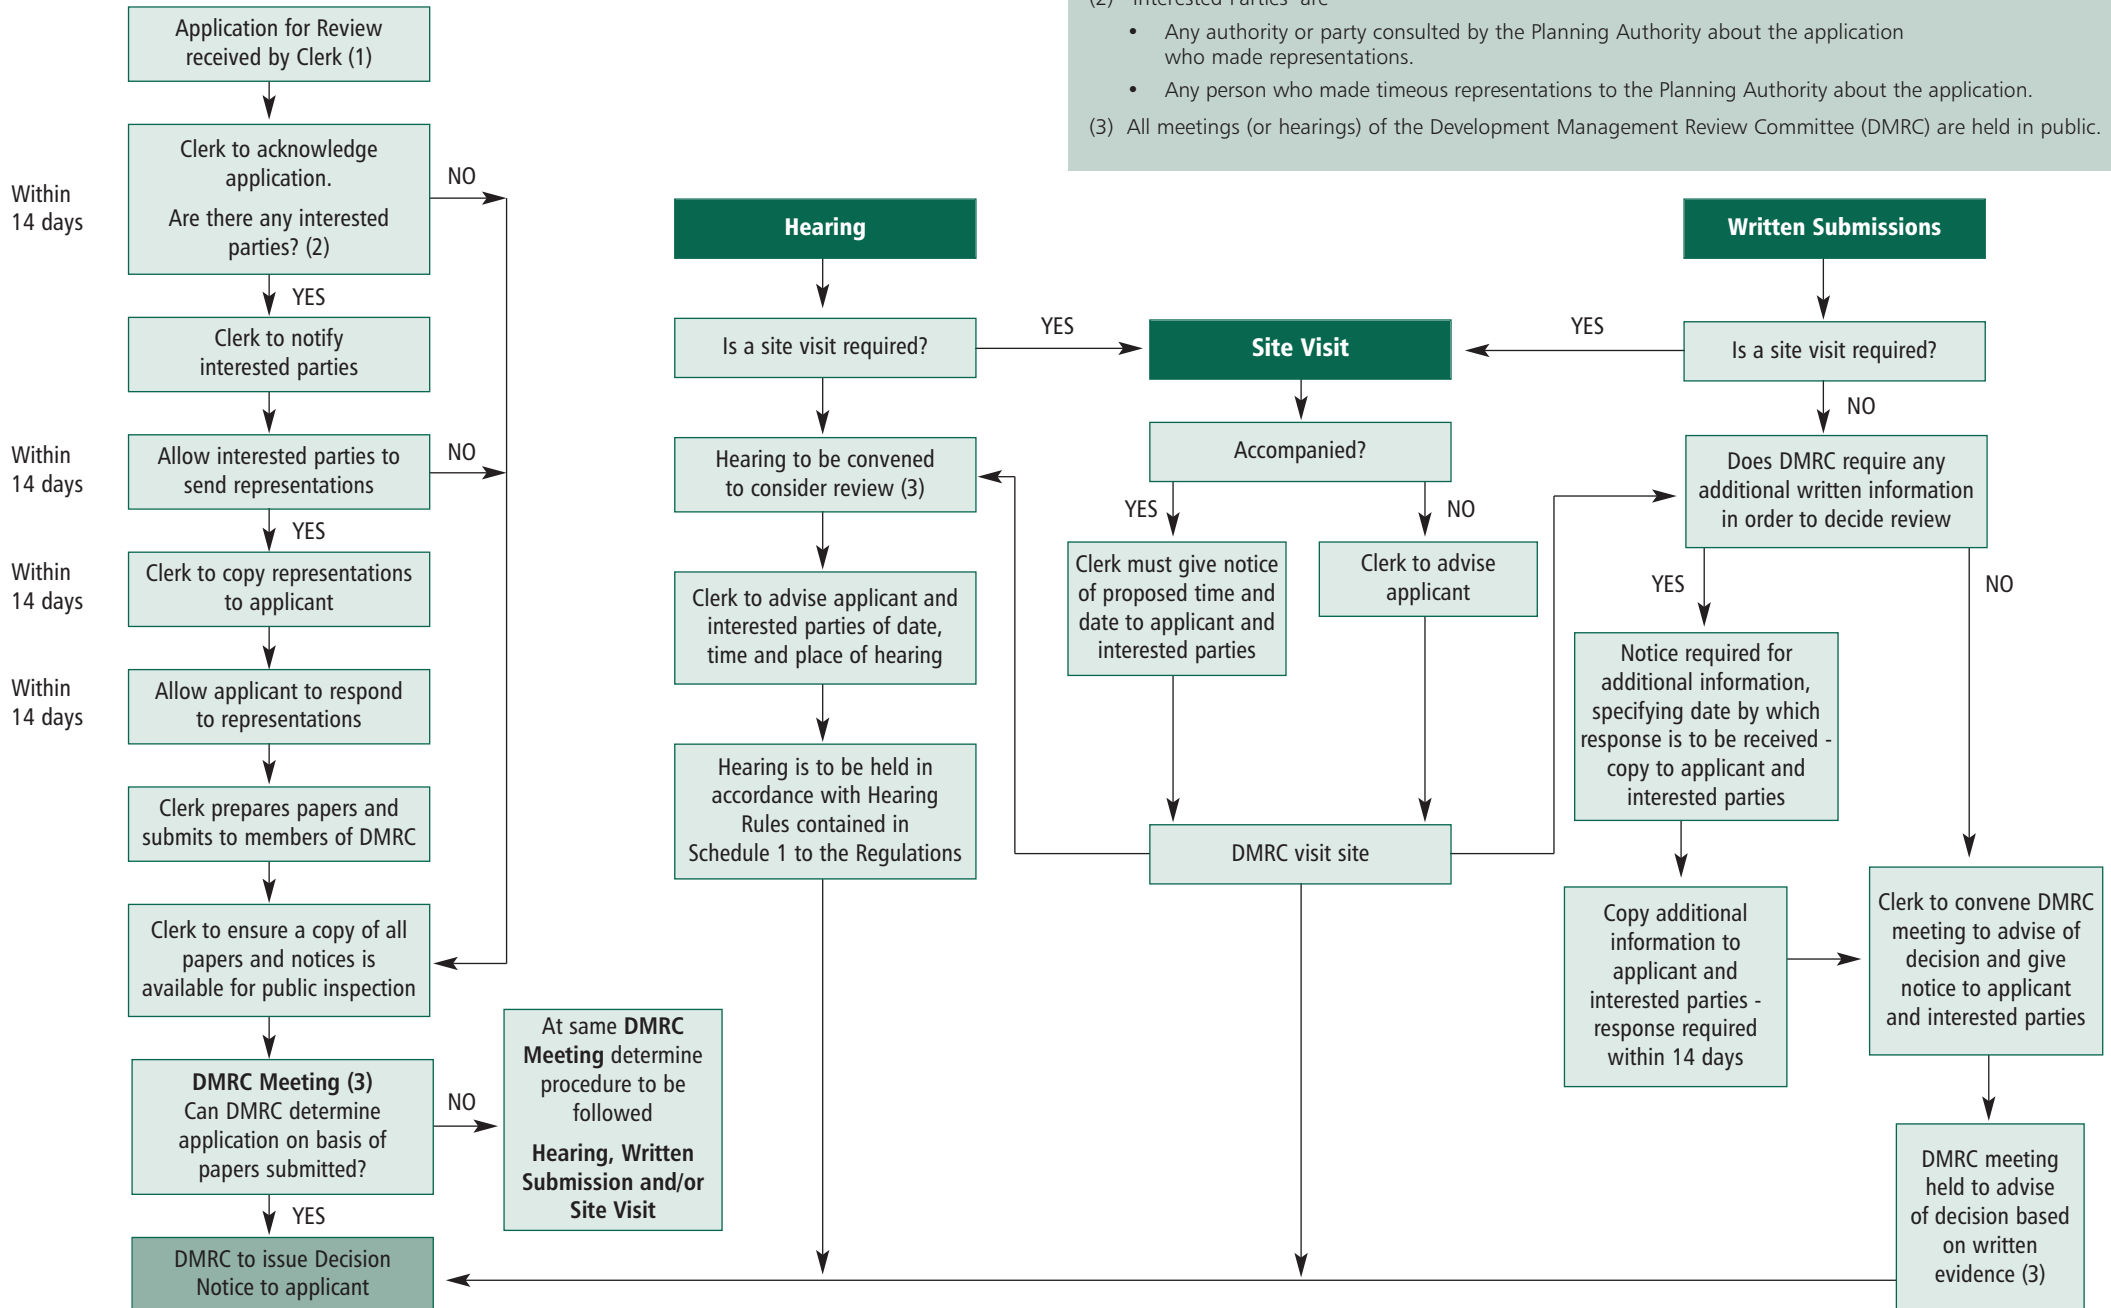 Application for Review
received by Clerk (1)
Within
14 days
Clerk to acknowledge
application.
Are there any interested
parties? (2)
NO
YES
Clerk to notify
interested parties
Within
14 days
Allow interested parties to
send representations
NO
YES
Within
14 days
Clerk to copy representations
to applicant
Within
14 days
Allow applicant to respond
to representations
Clerk prepares papers and
submits to members of DMRC
Clerk to ensure a copy of all
papers and notices is
available for public inspection
DMRC Meeting (3)
Can DMRC determine
application on basis of
papers submitted?
NO
YES
At same DMRC
Meeting determine
procedure to be
followed
Hearing, Written
Submission and/or
Site Visit
DMRC to issue Decision
Notice to applicant
(2) Interested Parties are
• Any authority or party consulted by the Planning Authority about the application
who made representations.
• Any person who made timeous representations to the Planning Authority about the application.
(3) All meetings (or hearings) of the Development Management Review Committee (DMRC) are held in public.
Hearing
Is a site visit required?
YES
Hearing to be convened
to consider review (3)
Clerk to advise applicant and
interested parties of date,
time and place of hearing
Hearing is to be held in
accordance with Hearing
Rules contained in
Schedule 1 to the Regulations
Site Visit
Accompanied?
YES
NO
Clerk must give notice
of proposed time and
date to applicant and
interested parties
Clerk to advise
applicant
DMRC visit site
Written Submissions
YES
Is a site visit required?
NO
Does DMRC require any
additional written information
in order to decide review
YES
NO
Notice required for
additional information,
specifying date by which
response is to be received -
copy to applicant and
interested parties
Copy additional
information to
applicant and
interested parties -
response required
within 14 days
Clerk to convene DMRC
meeting to advise of
decision and give
notice to applicant
and interested parties
DMRC meeting
held to advise
of decision based
on written
evidence (3)